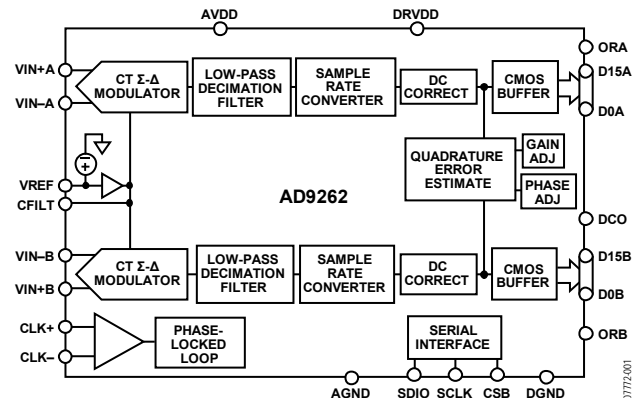 AVDD
DRVDD
ORA
VIN+A
VIN–A
CT Σ-Δ
MODULATOR
LOW-PASS
DECIMATION
FILTER
SAMPLE
RATE
CONVERTER
DC
CORRECT
CMOS
BUFFER
D15A
D0A
QUADRATURE
ERROR
ESTIMATE
GAIN
ADJ
PHASE
ADJ
VREF
CFILT
AD9262
DCO
VIN–B
VIN+B
CT Σ-Δ
MODULATOR
LOW-PASS
DECIMATION
FILTER
SAMPLE
RATE
CONVERTER
DC
CORRECT
CMOS
BUFFER
D15B
D0B
CLK+
CLK–
PHASE-
LOCKED
LOOP
SERIAL
INTERFACE
ORB
AGND
SDIO
SCLK
CSB
DGND
07772-001